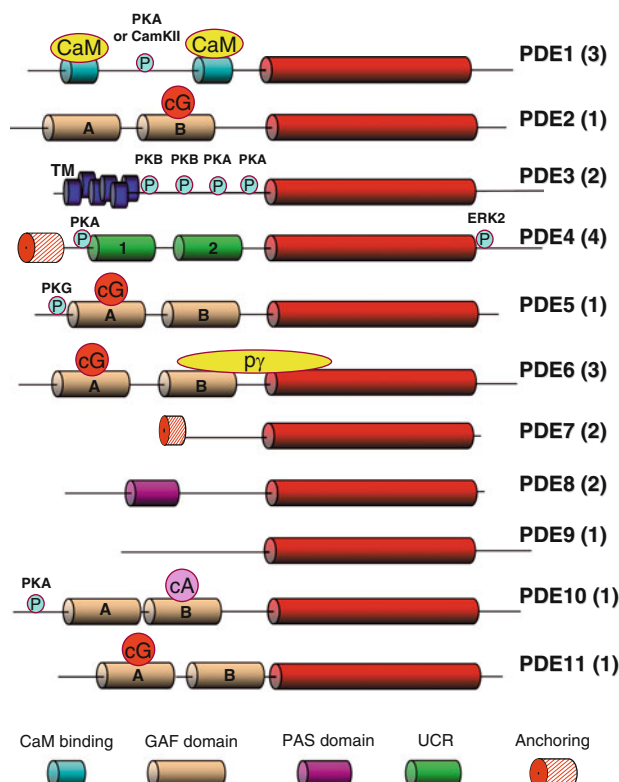 PKA
or CamKII
CaM
CaM
P
PDE1 (3)
cG
A
B
PDE2 (1)
TM
PKB
PKB
PKA
PKA
P
P
P
P
PDE3 (2)
PKA
P
1
2
ERK2
P
PDE4 (4)
PKG
P
cG
A
B
PDE5 (1)
cG
A
B
pγ
PDE6 (3)
PDE7 (2)
PDE8 (2)
PDE9 (1)
PKA
P
A
cA
B
PDE10 (1)
cG
A
B
PDE11 (1)
CaM binding
GAF domain
PAS domain
UCR
Anchoring